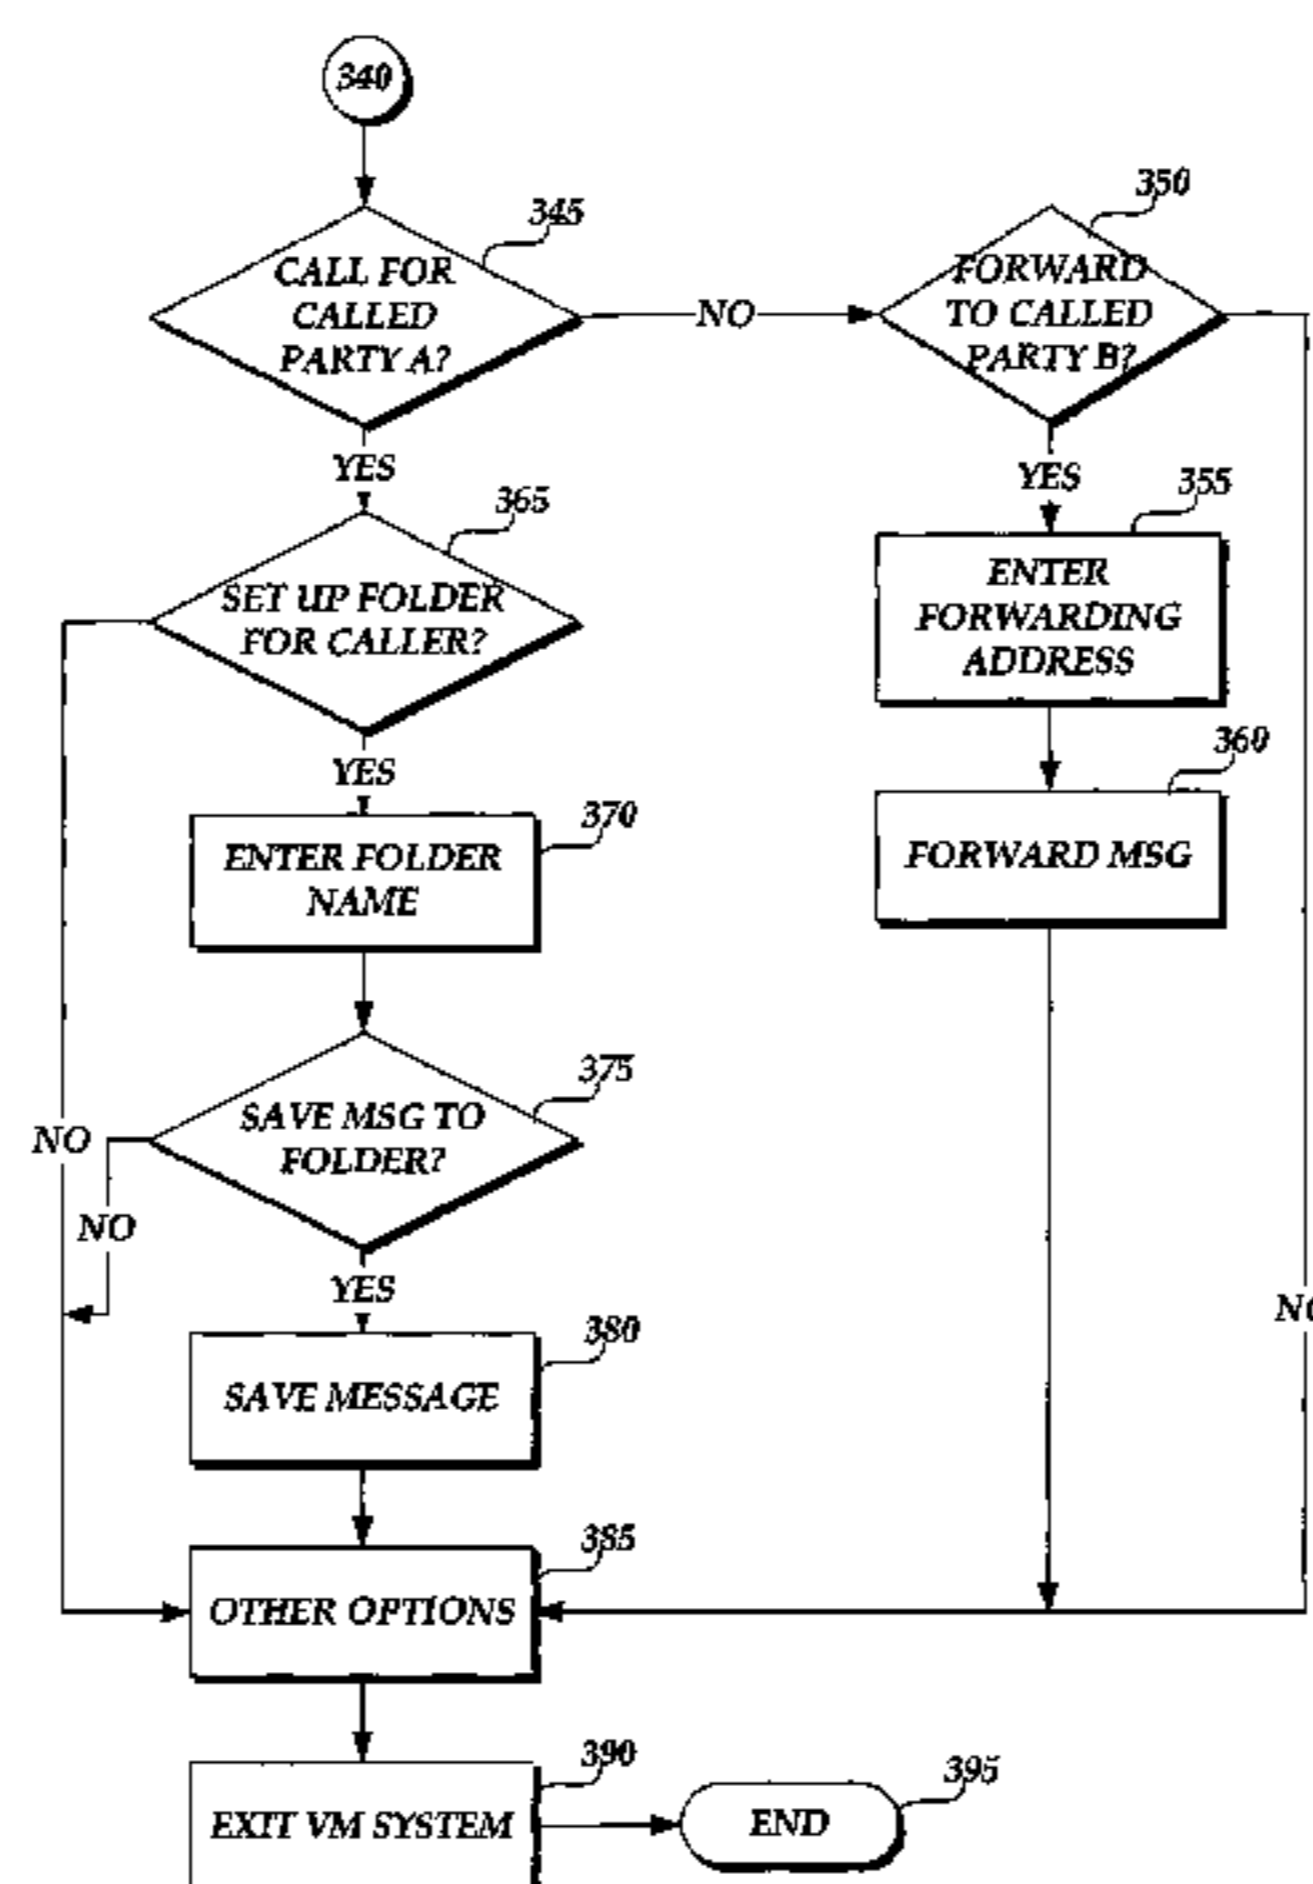 340
345
CALL FOR
CALLED
PARTY A?
NO
350
FORWARD
TO CALLED
PARTY B?
YES
YES
355
365
ENTER
FORWARDING
ADDRESS
SET UP FOLDER
FOR CALLER?
360
YES
370
FORWARD MSG
ENTER FOLDER
NAME
375
SAVE MSG TO
FOLDER?
NO
NO
YES
380
SAVE MESSAGE
385
OTHER OPTIONS
390
EXIT VM SYSTEM
395
END